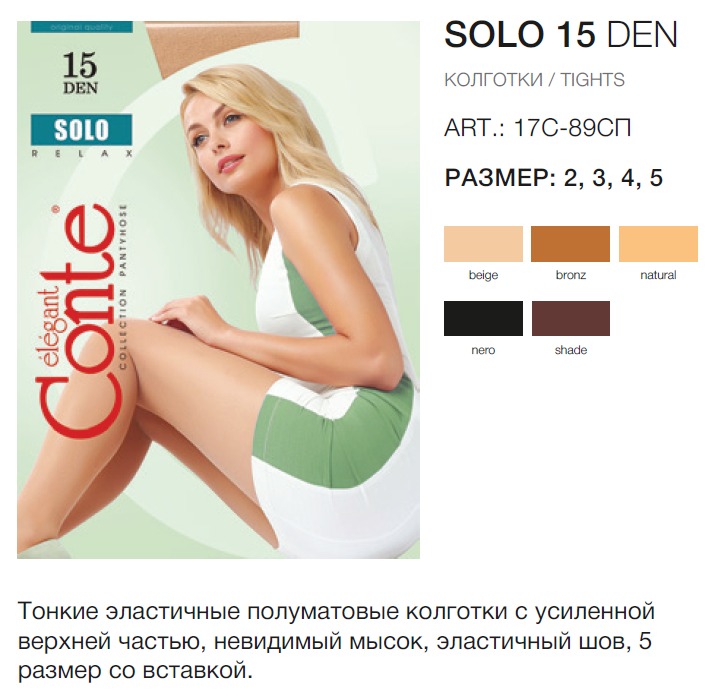 original quality
15
DEN
SOLO
RELAX
Conte
élégant
COLLECTION PANTYHOSE
®
SOLO 15 DEN
КОЛГОТКИ / TIGHTS
ART.: 17С-89СП
РАЗМЕР: 2, 3, 4, 5
beige
bronz
natural
nero
shade
Тонкие эластичные полуматовые колготки с усиленной
верхней частью, невидимый мысок, эластичный шов, 5
размер со вставкой.